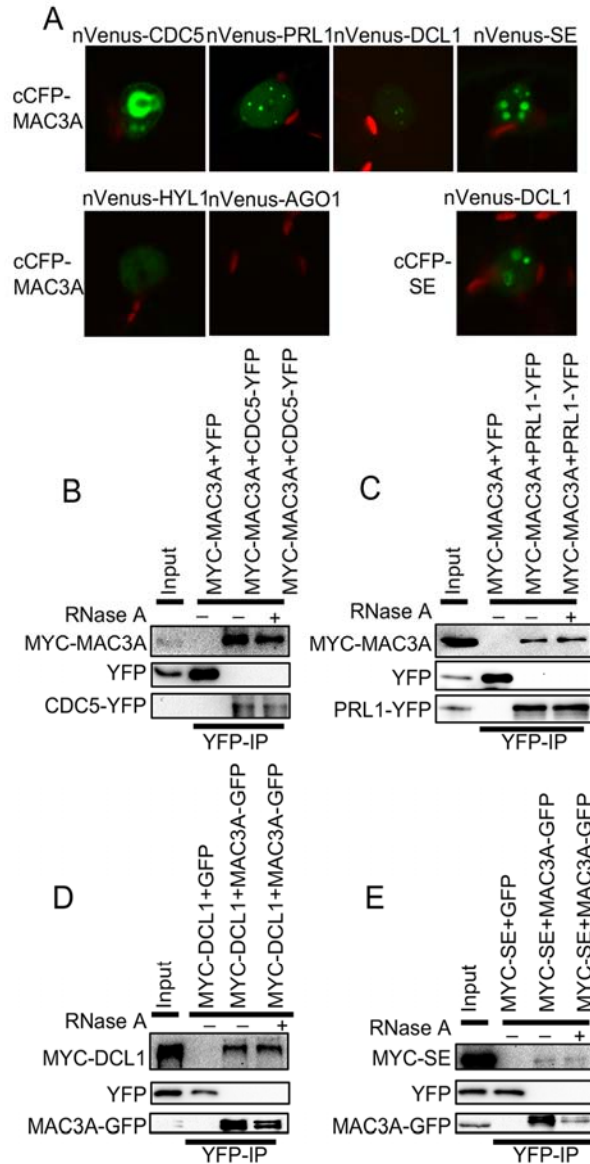 A
nVenus-CDC5 nVenus-PRL1 nVenus-DCL1 nVenus-SE
cCFP-
MAC3A
nVenus-HYL1 nVenus-AGO1 nVenus-DCL1
cCFP-
MAC3A
cCFP-
SE
B
Input
MYC-MAC3A+YFP
MYC-MAC3A+CDC5-YFP
MYC-MAC3A+CDC5-YFP
RNase A − − +
MYC-MAC3A
YFP
CDC5-YFP
YFP-IP
C
Input
MYC-MAC3A+YFP
MYC-MAC3A+PRL1-YFP
MYC-MAC3A+PRL1-YFP
RNase A − − +
MYC-MAC3A
YFP
PRL1-YFP
YFP-IP
D
Input
MYC-DCL1+GFP
MYC-DCL1+MAC3A-GFP
MYC-DCL1+MAC3A-GFP
RNase A − − +
MYC-DCL1
YFP
MAC3A-GFP
YFP-IP
E
Input
MYC-SE+GFP
MYC-SE+MAC3A-GFP
MYC-SE+MAC3A-GFP
RNase A − − +
MYC-SE
YFP
MAC3A-GFP
YFP-IP